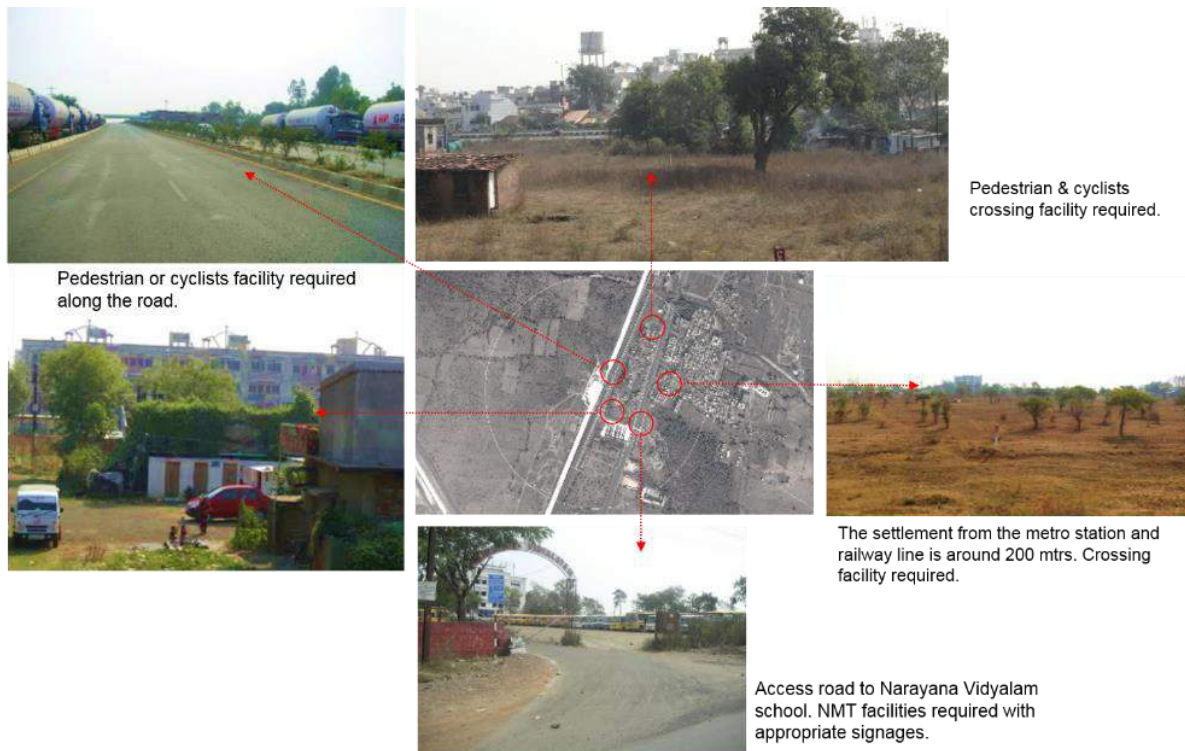 HP GAS
Pedestrian & cyclists
crossing facility required.
Pedestrian or cyclists facility required
along the road.
The settlement from the metro station and
railway line is around 200 mtrs. Crossing
facility required.
Access road to Narayana Vidyalam
school. NMT facilities required with
appropriate signages.